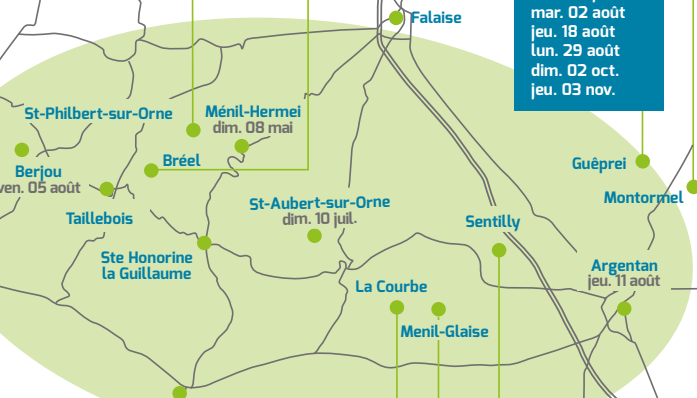 Falaise
mar. 02 août
jeu. 18 août
lun. 29 août
dim. 02 oct.
jeu. 03 nov.
St-Philbert-sur-Orne
Ménil-Hermei
dim. 08 mai
Bréel
Berjou
ven. 05 août
Guêprei
Montormel
Taillebois
St-Aubert-sur-Orne
dim. 10 juil.
Sentilly
Ste Honorine
la Guillaume
Argentan
jeu. 11 août
La Courbe
Menil-Glaise